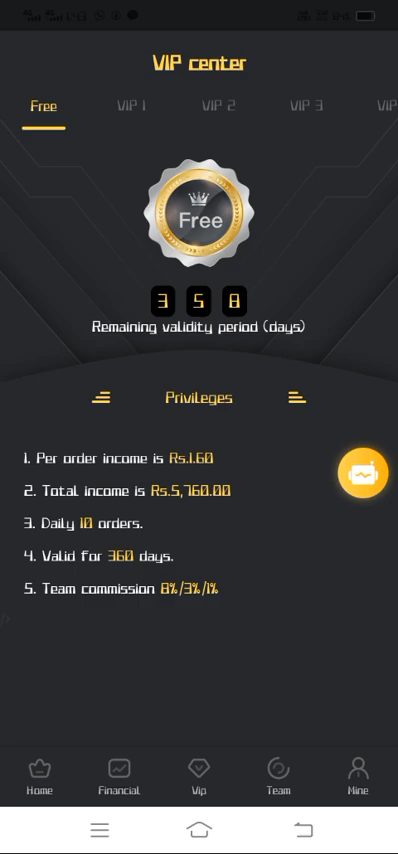 VIP center
Free
VIP 1
VIP 2
VIP 3
VIP
Free
3 5 8
Remaining validity period (days)
Privileges
1. Per order income is Rs.1.60
2. Total income is Rs.5,760.00
3. Daily 10 orders.
4. Valid for 360 days.
5. Team commission 8%/3%/1%
Home
Financial
Vip
Team
Mine